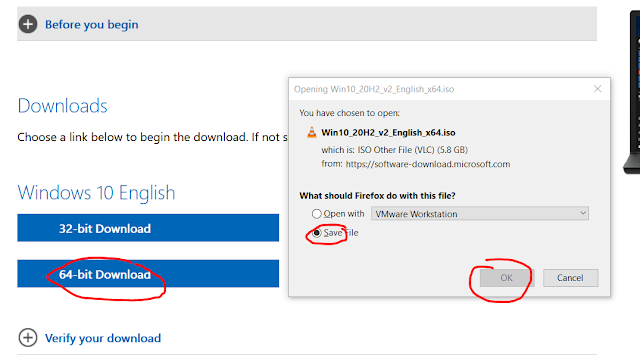 Before you begin
Downloads
Choose a link below to begin the download. If not s
Windows 10 English
32-bit Download
64-bit Download
Verify your download
Opening Win10_20H2_v2_English_x64.iso
You have chosen to open:
Win10_20H2_v2_English_x64.iso
which is: ISO Other File (VLC) (5.8 GB)
from: https://software-download.microsoft.com
What should Firefox do with this file?
Open with VMware Workstation
Save File
OK Cancel